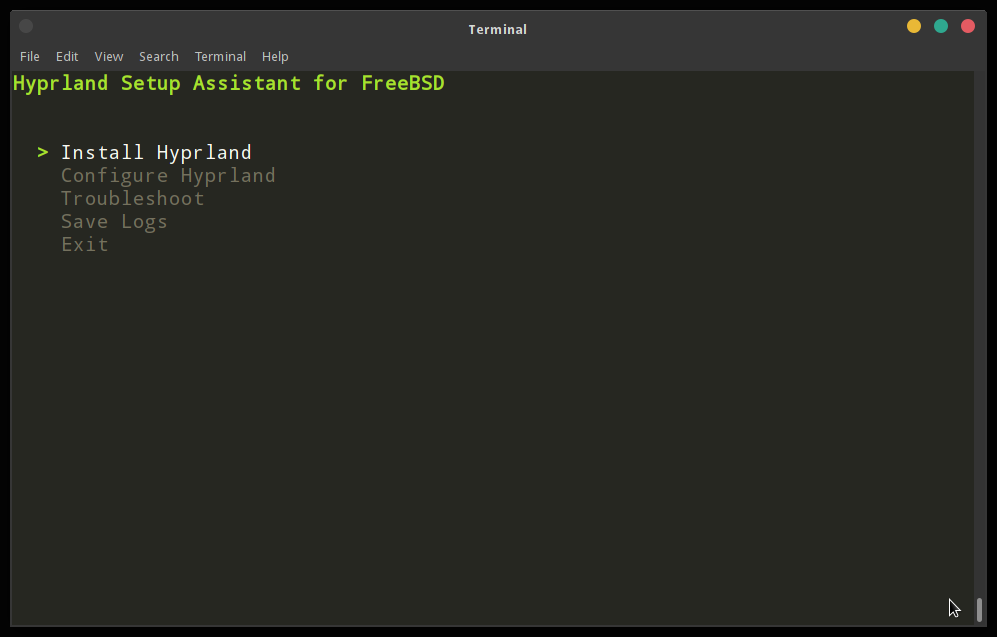 Terminal
File Edit View Search Terminal Help
Hyprland Setup Assistant for FreeBSD
> Install Hyprland
Configure Hyprland
Troubleshoot
Save Logs
Exit